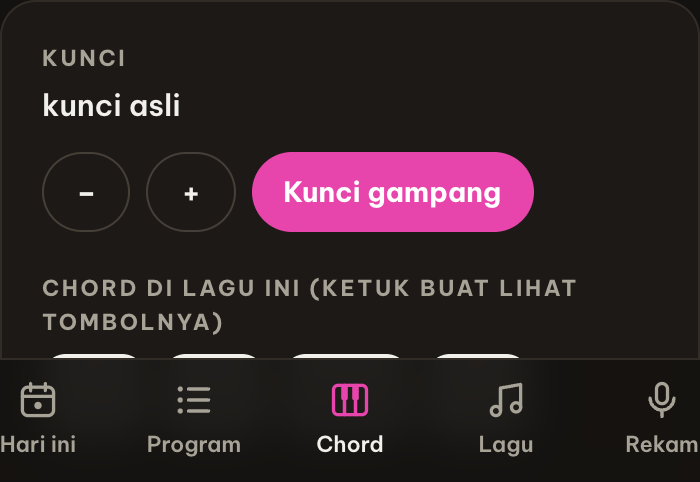 KUNCI
kunci asli
–
+
Kunci gampang
CHORD DI LAGU INI (KETUK BUAT LIHAT
TOMBOLNYA)
Hari ini
Program
Chord
Lagu
Rekam